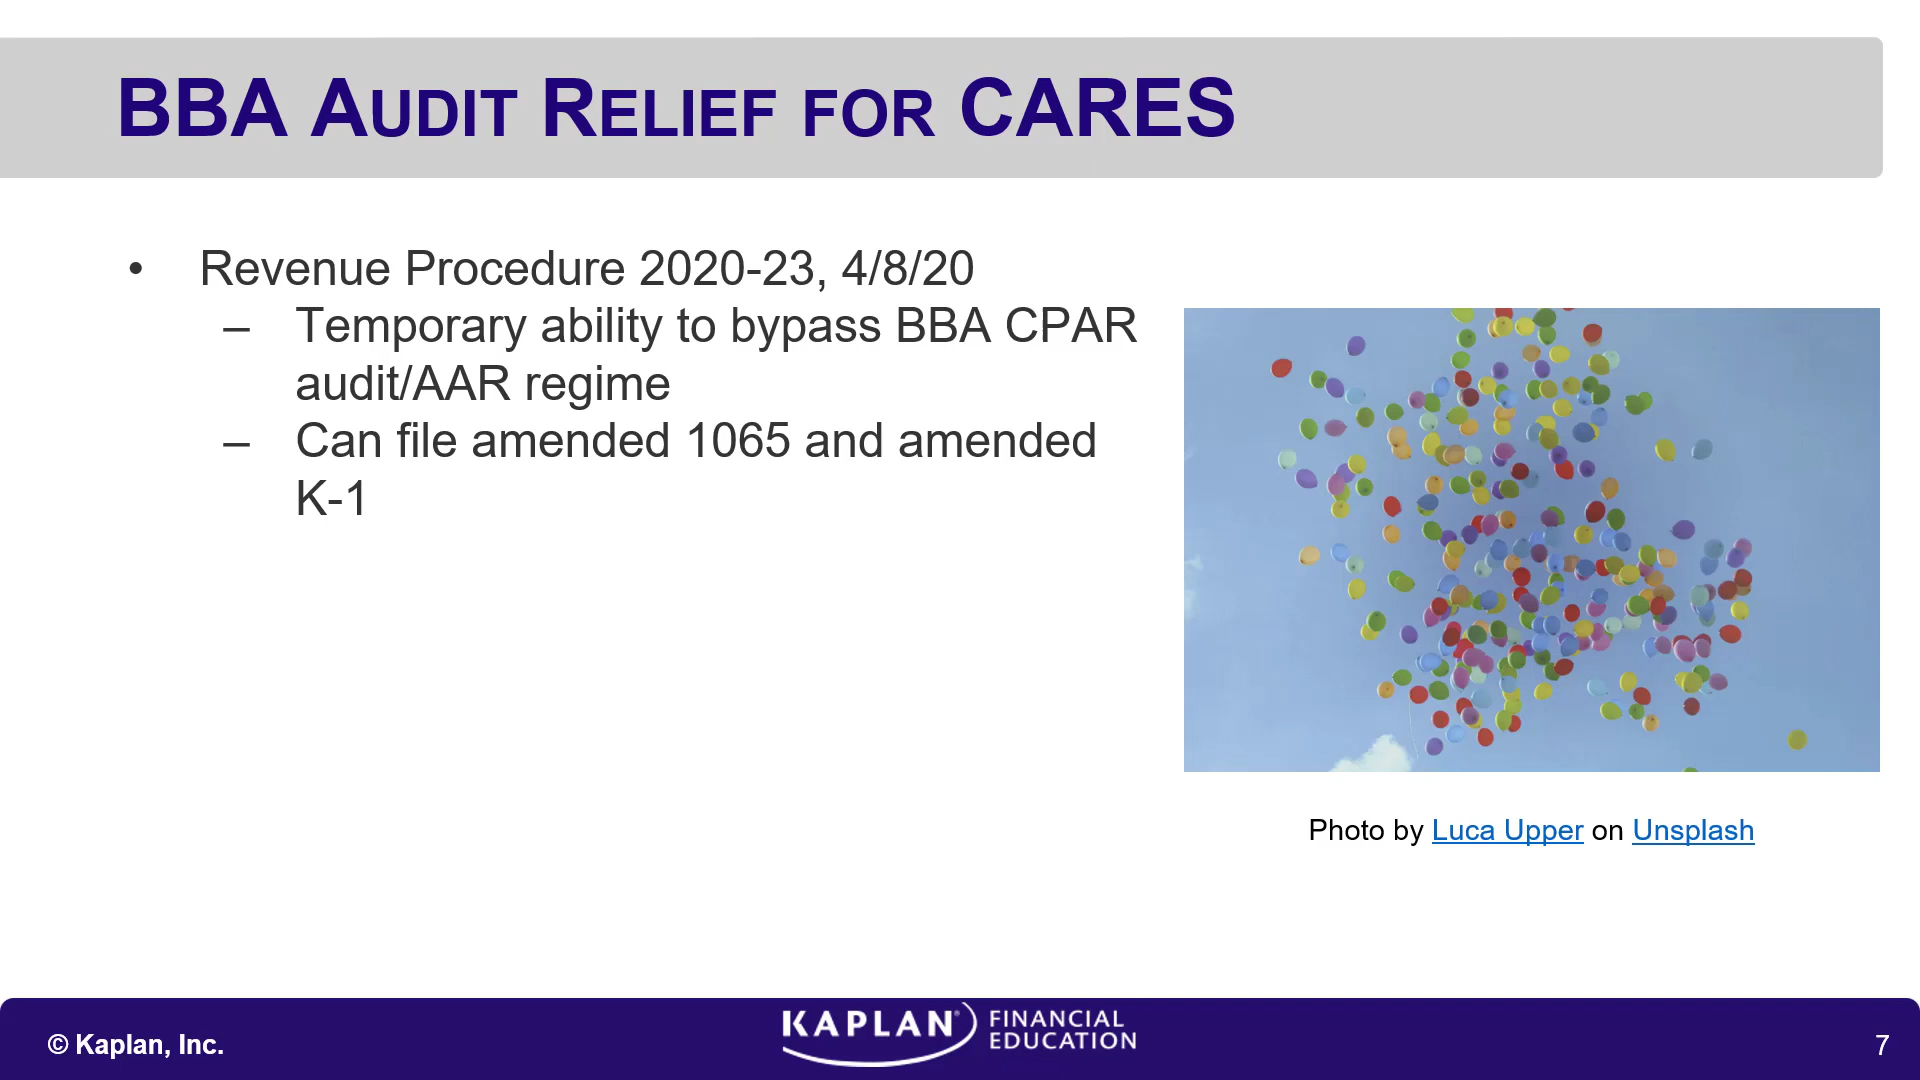 BBA AUDIT RELIEF FOR CARES
• Revenue Procedure 2020-23, 4/8/20
– Temporary ability to bypass BBA CPAR
audit/AAR regime
– Can file amended 1065 and amended
K-1
Photo by Luca Upper on Unsplash
© Kaplan, Inc.
KAPLAN® FINANCIAL
EDUCATION
7